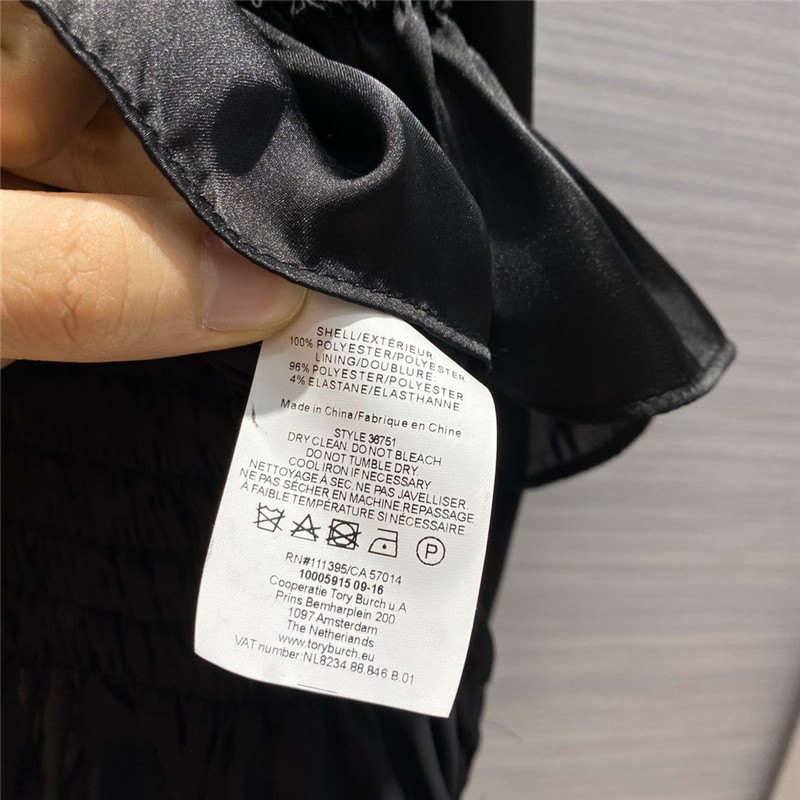 SHELL/EXTÉRIEUR:
100% POLYESTER/POLYESTER
LINING/DOUBLURE:
96% POLYESTER/POLYESTER
4% ELASTANE/ELASTHANNE
Made in China/Fabrique en Chine
STYLE 36751
DRY CLEAN. DO NOT BLEACH
DO NOT TUMBLE DRY.
COOL IRON IF NECESSARY
NETTOYAGE À SEC, NE PAS JAVELLISER,
NE PAS SÉCHER EN MACHINE, REPASSAGE
À FAIBLE TEMPÉRATURE SI NÉCESSAIRE
P
RN#111395/CA 57014
10005915 09-16
Cooperatie Tory Burch u.A
Prins Bemharplein 200
1097 Amsterdam
The Netherlands
www.toryburch.eu
VAT number:NL8234.88.846.B.01